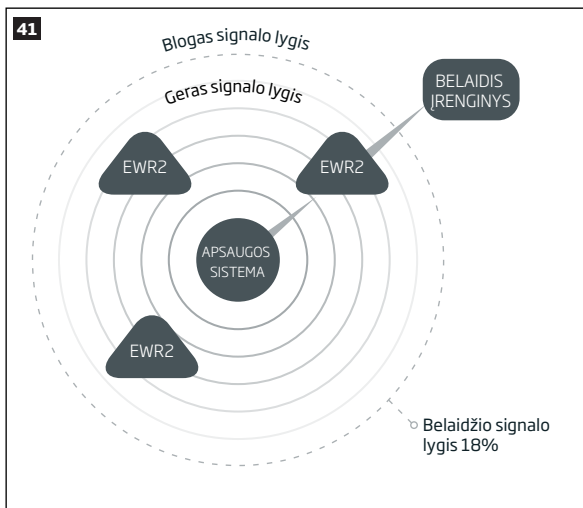 41
Blogas signalo lygis
Geras signalo lygis
BELAIDIS
ĮRENGINYS
EWR2
EWR2
APSAUGOS
SISTEMA
EWR2
Belaidžio signalo
lygis 18%